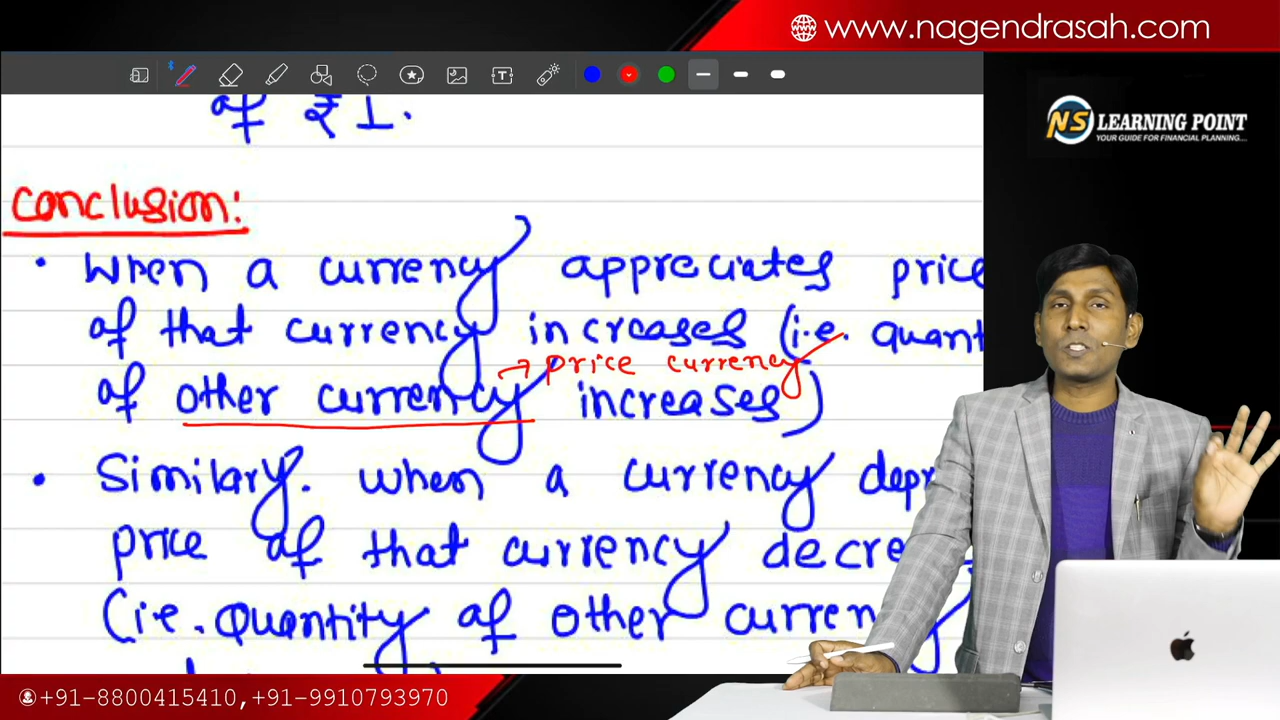 www.nagendrasah.com
NS LEARNING POINT
YOUR GUIDE FOR FINANCIAL PLANNING....
of ₹1.
Conclusion:
• When a currency appreciates price
of that currency increases (i.e. quant
→ price currency
of other currency increases)
• Similary. when a currency depr
price of that currency decre
(i.e. quantity of other curren
+91-8800415410,+91-9910793970